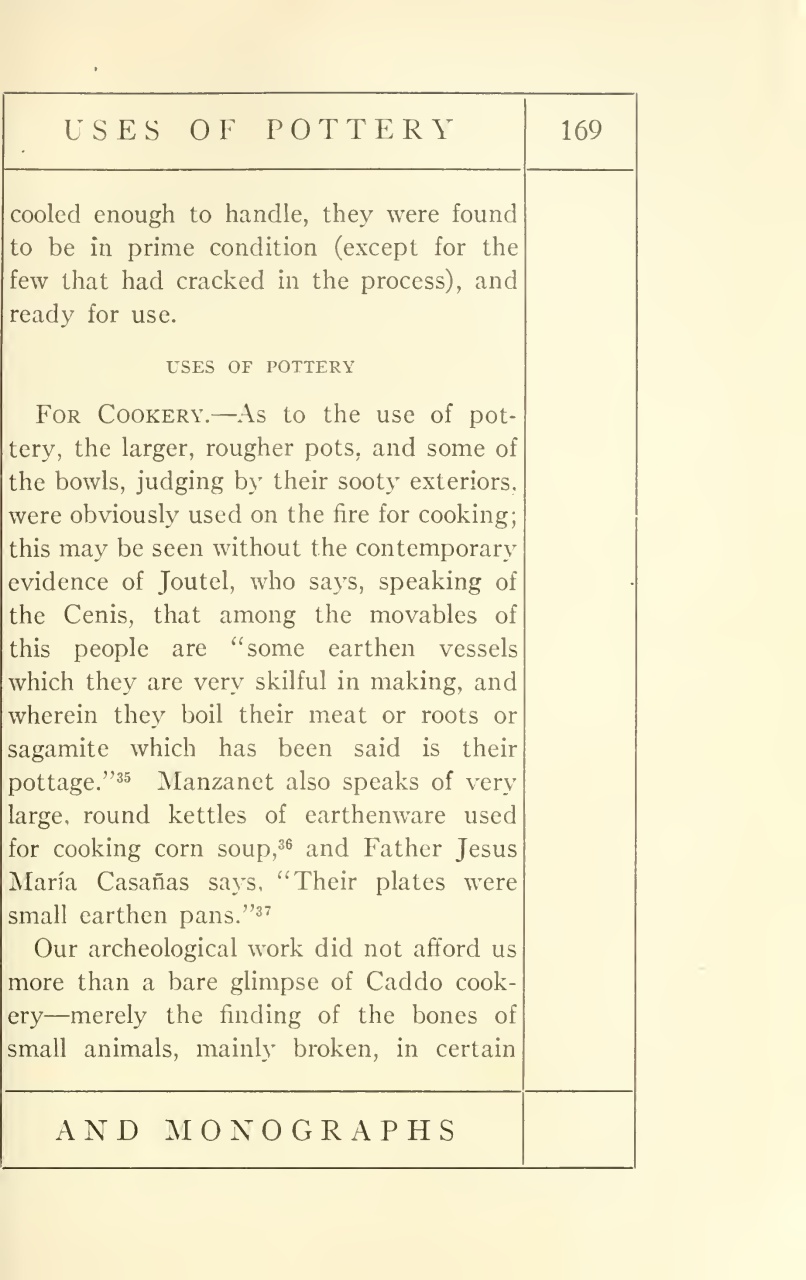 USES OF POTTERY
169
cooled enough to handle, they were found
to be in prime condition (except for the
few that had cracked in the process), and
ready for use.
USES OF POTTERY
FOR COOKERY.—As to the use of pot-
tery, the larger, rougher pots, and some of
the bowls, judging by their sooty exteriors,
were obviously used on the fire for cooking;
this may be seen without the contemporary
evidence of Joutel, who says, speaking of
the Cenis, that among the movables of
this people are “some earthen vessels
which they are very skilful in making, and
wherein they boil their meat or roots or
sagamite which has been said is their
pottage.”³⁵ Manzanet also speaks of very
large, round kettles of earthenware used
for cooking corn soup,³⁶ and Father Jesus
María Casañas says, “Their plates were
small earthen pans.”³⁷
Our archeological work did not afford us
more than a bare glimpse of Caddo cook-
ery—merely the finding of the bones of
small animals, mainly broken, in certain
AND MONOGRAPHS